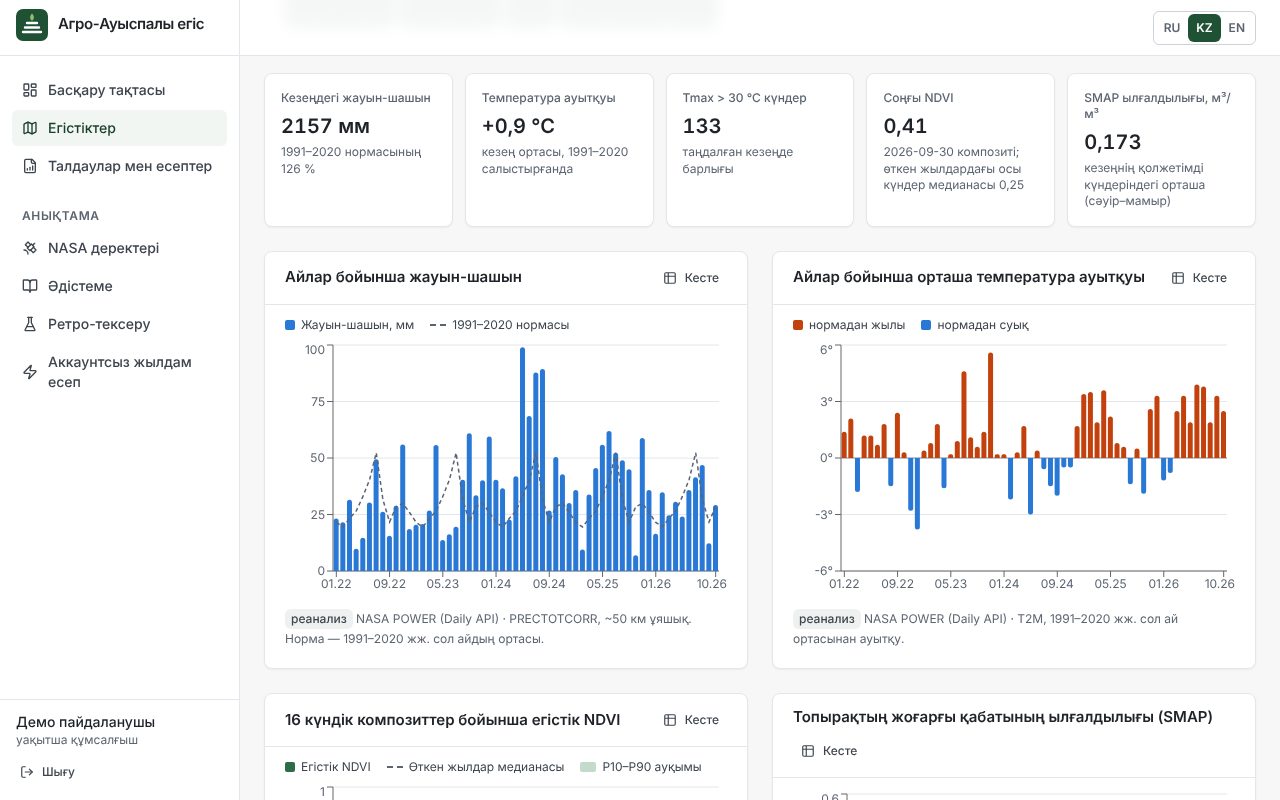 Агро-Ауыспалы егіс
RU KZ EN
Басқару тақтасы
Егістіктер
Талдаулар мен есептер
АНЫҚТАМА
NASA деректері
Әдістеме
Ретро-тексеру
Аккаунтсыз жылдам
есеп
Демо пайдаланушы
уақытша құмсалғыш
Шығу
Кезеңдегі жауын-шашын
2157 мм
1991–2020 нормасының
126 %
Температура ауытқуы
+0,9 °C
кезең ортасы, 1991–2020
салыстырғанда
Tmax > 30 °C күндер
133
таңдалған кезеңде
барлығы
Соңғы NDVI
0,41
2026-09-30 композиті;
өткен жылдардағы осы
күндер медианасы 0,25
SMAP ылғалдылығы, м³/
м³
0,173
кезеңнің қолжетімді
күндеріндегі орташа
(сәуір–мамыр)
Айлар бойынша жауын-шашын
Кесте
Жауын-шашын, мм
1991–2020 нормасы
100
75
50
25
0
01.22 09.22 05.23 01.24 09.24 05.25 01.26 10.26
реанализ NASA POWER (Daily API) · PRECTOTCORR, ~50 км ұяшық.
Норма — 1991–2020 жж. сол айдың ортасы.
Айлар бойынша орташа температура ауытқуы
Кесте
нормадан жылы
нормадан суық
6°
3°
0°
-3°
-6°
01.22 09.22 05.23 01.24 09.24 05.25 01.26 10.26
реанализ NASA POWER (Daily API) · T2M, 1991–2020 жж. сол ай
ортасынан ауытқу.
16 күндік композиттер бойынша егістік NDVI
Кесте
Егістік NDVI
Өткен жылдар медианасы
P10–P90 ауқымы
1
Топырақтың жоғарғы қабатының ылғалдылығы (SMAP)
Кесте
0,6